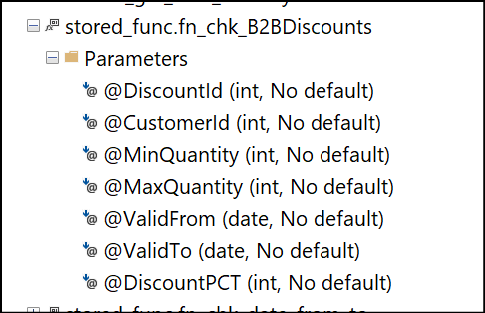 stored_func.fn_chk_B2BDiscounts
Parameters
@DiscountId (int, No default)
@CustomerId (int, No default)
@MinQuantity (int, No default)
@MaxQuantity (int, No default)
@ValidFrom (date, No default)
@ValidTo (date, No default)
@DiscountPCT (int, No default)
stored_func.fn_chk_date_from_to